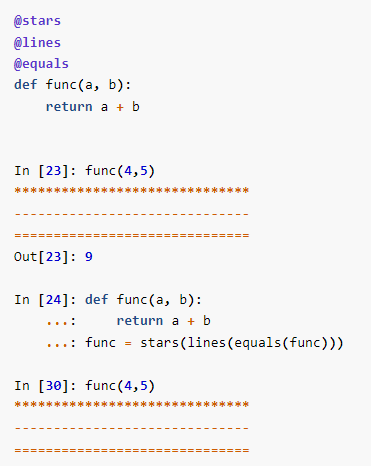 @stars
@lines
@equals
def func(a, b):
    return a + b
In [23]: func(4,5)
******************************
------------------------------
==============================
Out[23]: 9
In [24]: def func(a, b):
    ...:     return a + b
    ...: func = stars(lines(equals(func)))
In [30]: func(4,5)
******************************
------------------------------
==============================